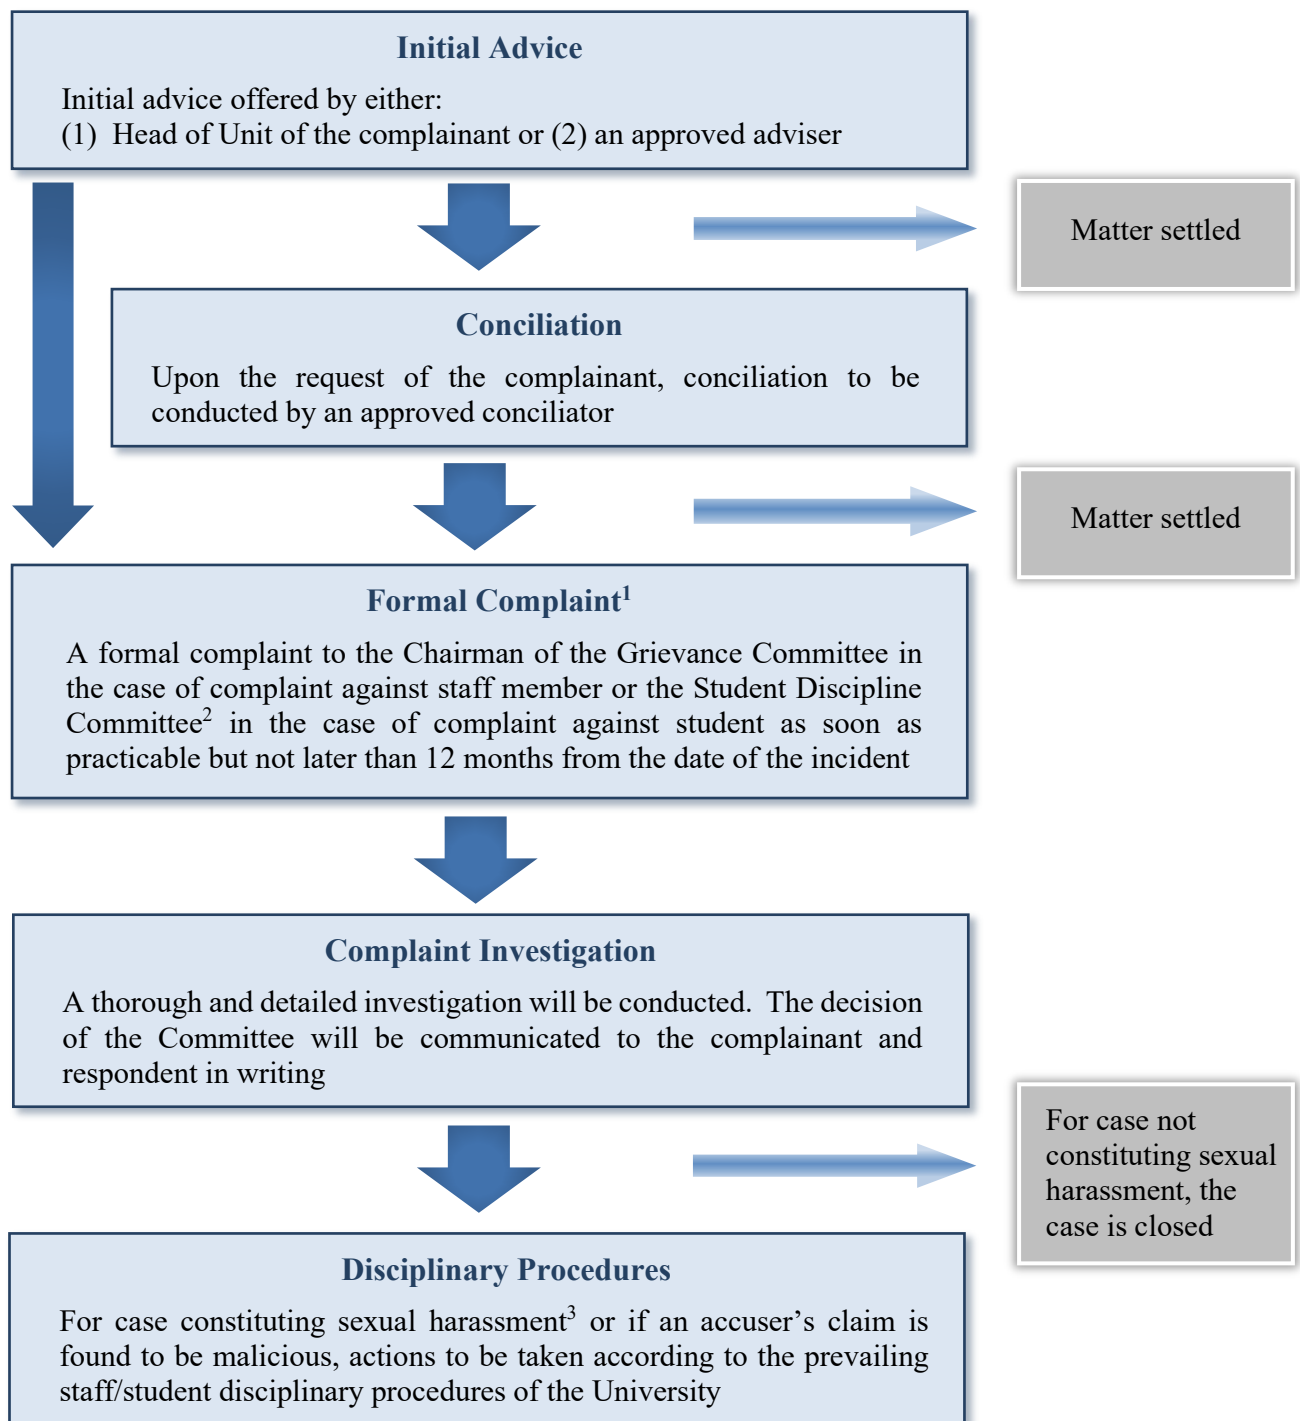 Initial Advice
Initial advice offered by either:
(1) Head of Unit of the complainant or (2) an approved adviser
Matter settled
Conciliation
Upon the request of the complainant, conciliation to be
conducted by an approved conciliator
Matter settled
Formal Complaint¹
A formal complaint to the Chairman of the Grievance Committee in
the case of complaint against staff member or the Student Discipline
Committee² in the case of complaint against student as soon as
practicable but not later than 12 months from the date of the incident
Complaint Investigation
A thorough and detailed investigation will be conducted. The decision
of the Committee will be communicated to the complainant and
respondent in writing
For case not
constituting sexual
harassment, the
case is closed
Disciplinary Procedures
For case constituting sexual harassment³ or if an accuser’s claim is
found to be malicious, actions to be taken according to the prevailing
staff/student disciplinary procedures of the University